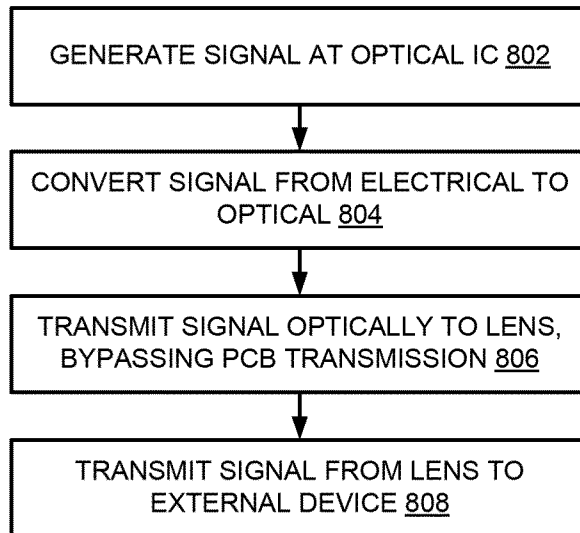 GENERATE SIGNAL AT OPTICAL IC 802
CONVERT SIGNAL FROM ELECTRICAL TO
OPTICAL 804
TRANSMIT SIGNAL OPTICALLY TO LENS,
BYPASSING PCB TRANSMISSION 806
TRANSMIT SIGNAL FROM LENS TO
EXTERNAL DEVICE 808